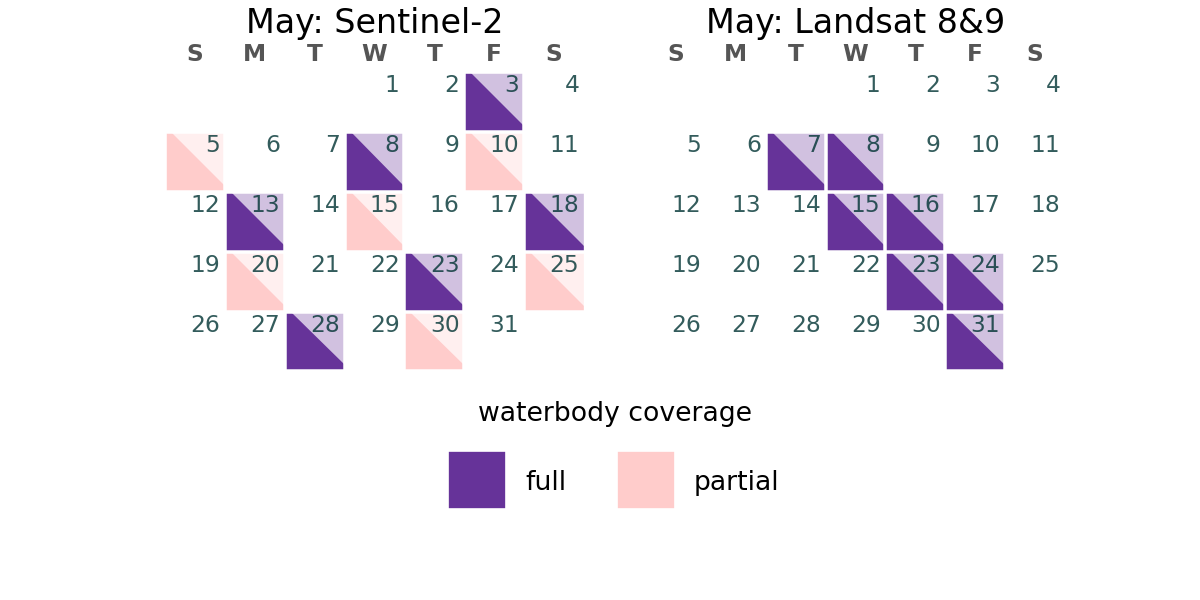 May: Sentinel-2
S M T W T F S
1 2 3 4
5 6 7 8 9 10 11
12 13 14 15 16 17 18
19 20 21 22 23 24 25
26 27 28 29 30 31
May: Landsat 8&9
S M T W T F S
1 2 3 4
5 6 7 8 9 10 11
12 13 14 15 16 17 18
19 20 21 22 23 24 25
26 27 28 29 30 31
waterbody coverage
full
partial